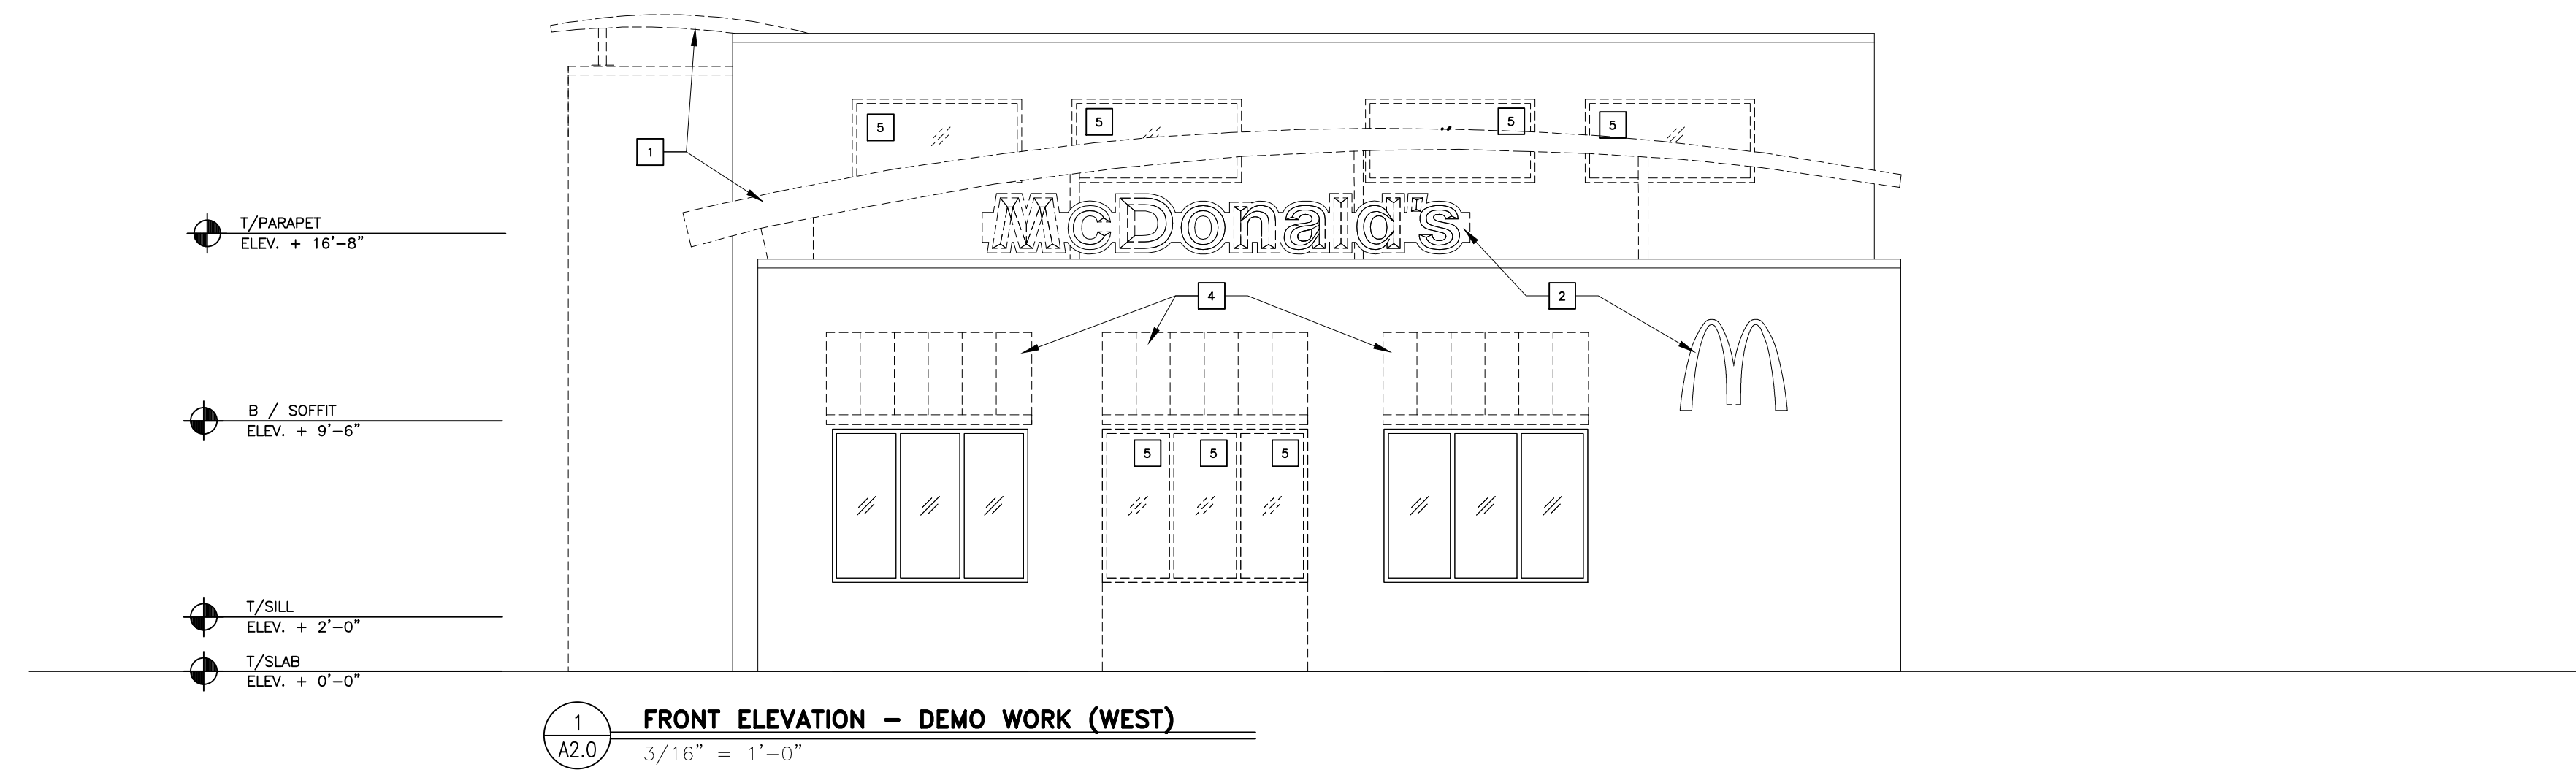 5
5
5
5
1
McDonald's
T/PARAPET
ELEV. + 16'-8"
4
2
B / SOFFIT
ELEV. + 9'-6"
5
5
5
T/SILL
ELEV. + 2'-0"
T/SLAB
ELEV. + 0'-0"
1
A2.0
FRONT ELEVATION - DEMO WORK (WEST)
3/16" = 1'-0"